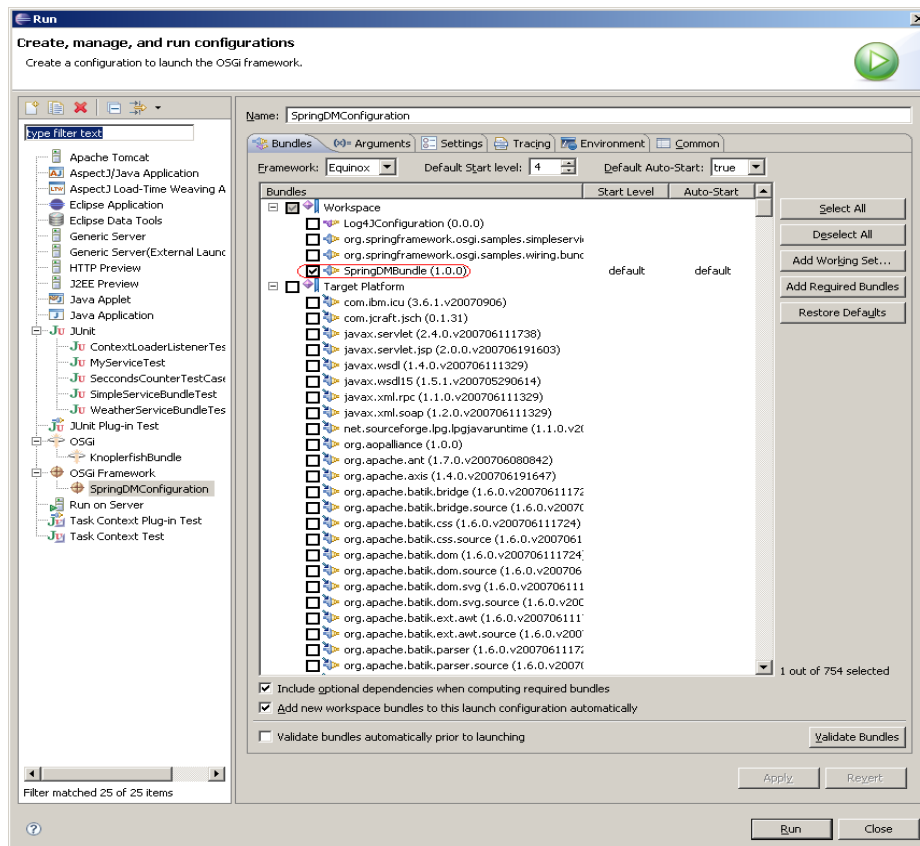 Run
Create, manage, and run configurations
Create a configuration to launch the OSGi framework.
type filter text
Apache Tomcat
AspectJ/Java Application
AspectJ Load-Time Weaving A
Eclipse Application
Eclipse Data Tools
Generic Server
Generic Server(External Launc
HTTP Preview
J2EE Preview
Java Applet
Java Application
JUnit
ContextLoaderListenerTes
MyServiceTest
SeccondsCounterTestCase
SimpleServiceBundleTest
WeatherServiceBundleTes
JUnit Plug-in Test
OSGi
KnoplerfishBundle
OSGi Framework
SpringDMConfiguration
Run on Server
Task Context Plug-in Test
Task Context Test
Filter matched 25 of 25 items
Name: SpringDMConfiguration
Bundles (x)= Arguments Settings Tracing Environment Common
Framework: Equinox Default Start level: 4 Default Auto-Start: true
Bundles Start Level Auto-Start
Workspace
Log4JConfiguration (0.0.0)
org.springframework.osgi.samples.simpleservi
org.springframework.osgi.samples.wiring.bunc
SpringDMBundle (1.0.0) default default
Target Platform
com.ibm.icu (3.6.1.v20070906)
com.jcraft.jsch (0.1.31)
javax.servlet (2.4.0.v200706111738)
javax.servlet.jsp (2.0.0.v200706191603)
javax.wsdl (1.4.0.v200706111329)
javax.wsdl15 (1.5.1.v200705290614)
javax.xml.rpc (1.1.0.v200706111329)
javax.xml.soap (1.2.0.v200706111329)
net.sourceforge.lpg.lpgjavaruntime (1.1.0.v2(
org.aopalliance (1.0.0)
org.apache.ant (1.7.0.v200706080842)
org.apache.axis (1.4.0.v200706191647)
org.apache.batik.bridge (1.6.0.v20070611172
org.apache.batik.bridge.source (1.6.0.v2007(
org.apache.batik.css (1.6.0.v200706111724)
org.apache.batik.css.source (1.6.0.v2007061
org.apache.batik.dom (1.6.0.v200706111724)
org.apache.batik.dom.source (1.6.0.v200706
org.apache.batik.dom.svg (1.6.0.v200706111
org.apache.batik.dom.svg.source (1.6.0.v200
org.apache.batik.ext.awt (1.6.0.v200706111
org.apache.batik.ext.awt.source (1.6.0.v200
org.apache.batik.parser (1.6.0.v20070611172
org.apache.batik.parser.source (1.6.0.v2007(
Select All
Deselect All
Add Working Set...
Add Required Bundles
Restore Defaults
1 out of 754 selected
Include optional dependencies when computing required bundles
Add new workspace bundles to this launch configuration automatically
Validate bundles automatically prior to launching
Validate Bundles
Apply
Revert
Run
Close